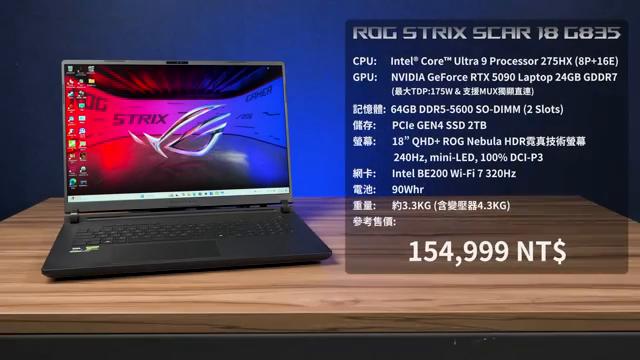 ROG STRIX SCAR 18 G835
CPU: Intel® Core™ Ultra 9 Processor 275HX (8P+16E)
GPU: NVIDIA GeForce RTX 5090 Laptop 24GB GDDR7
(最大TDP:175W & 支援MUX獨顯直連)
記憶體: 64GB DDR5-5600 SO-DIMM (2 Slots)
儲存: PCIe GEN4 SSD 2TB
螢幕: 18” QHD+ ROG Nebula HDR霓真技術螢幕
240Hz, mini-LED, 100% DCI-P3
網卡: Intel BE200 Wi-Fi 7 320Hz
電池: 90Whr
重量: 約3.3KG (含變壓器4.3KG)
參考售價:
154,999 NT$
STRIX
GAMER